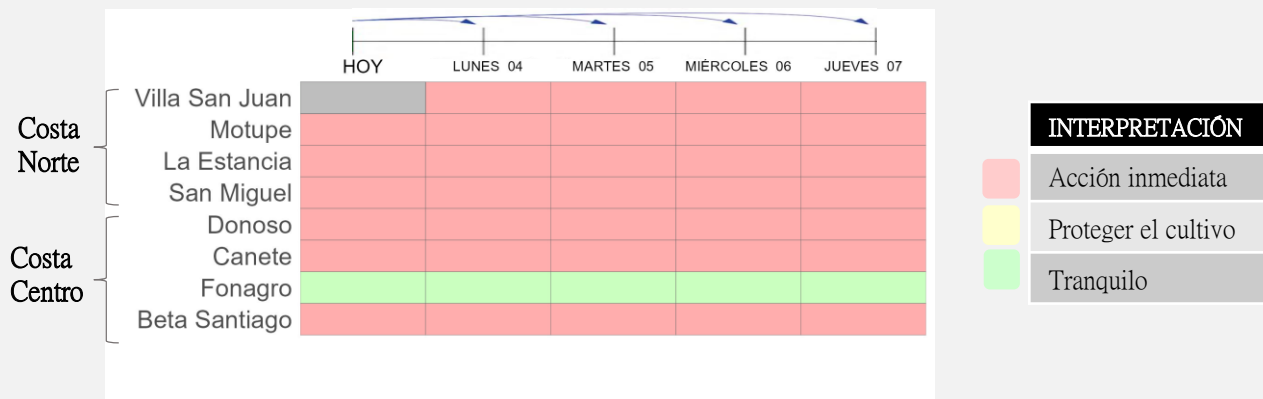 HOY LUNES 04 MARTES 05 MIÉRCOLES 06 JUEVES 07
Costa
Norte
Villa San Juan
Motupe
La Estancia
San Miguel
Costa
Centro
Donoso
Canete
Fonagro
Beta Santiago
INTERPRETACIÓN
Acción inmediata
Proteger el cultivo
Tranquilo